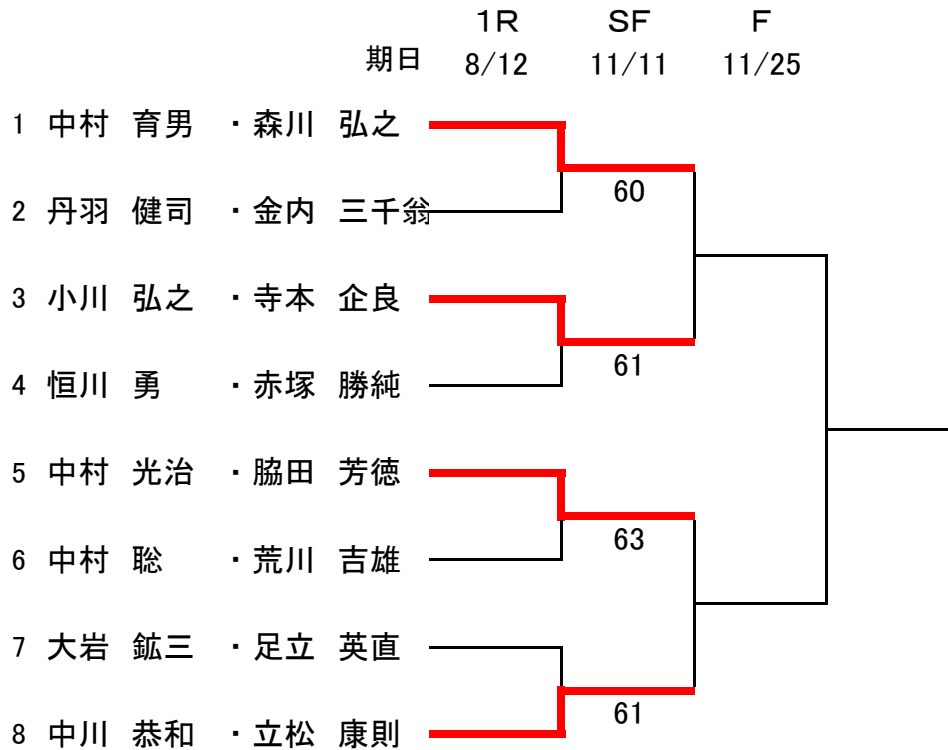 1R SF F
期日 8/12 11/11 11/25
1 中村 育男 ・森川 弘之
60
2 丹羽 健司 ・金内 三千翁
3 小川 弘之 ・寺本 企良
61
4 恒川 勇 ・赤塚 勝純
5 中村 光治 ・脇田 芳徳
63
6 中村 聡 ・荒川 吉雄
7 大岩 鉱三 ・足立 英直
61
8 中川 恭和 ・立松 康則